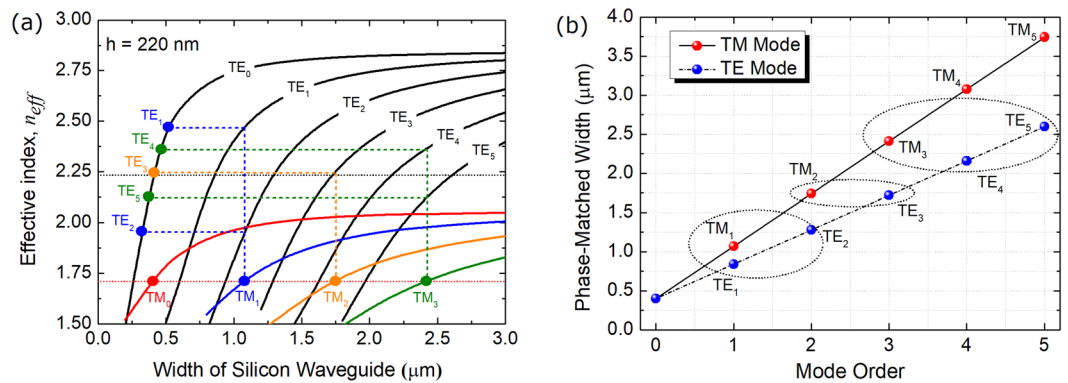 (a)
h = 220 nm
Effective index, n_eff
3.00
2.75
2.50
2.25
2.00
1.75
1.50
0.0 0.5 1.0 1.5 2.0 2.5 3.0
Width of Silicon Waveguide (μm)
TE₀
TE₁
TE₂
TE₃
TE₄
TE₅
TE₁
TE₄
TE₃
TE₅
TE₂
TM₀
TM₁
TM₂
TM₃
(b)
Phase-Matched Width (μm)
4.0
3.5
3.0
2.5
2.0
1.5
1.0
0.5
0.0
0 1 2 3 4 5
Mode Order
TM Mode
TE Mode
TM₅
TM₄
TM₃
TM₂
TM₁
TE₅
TE₄
TE₃
TE₂
TE₁